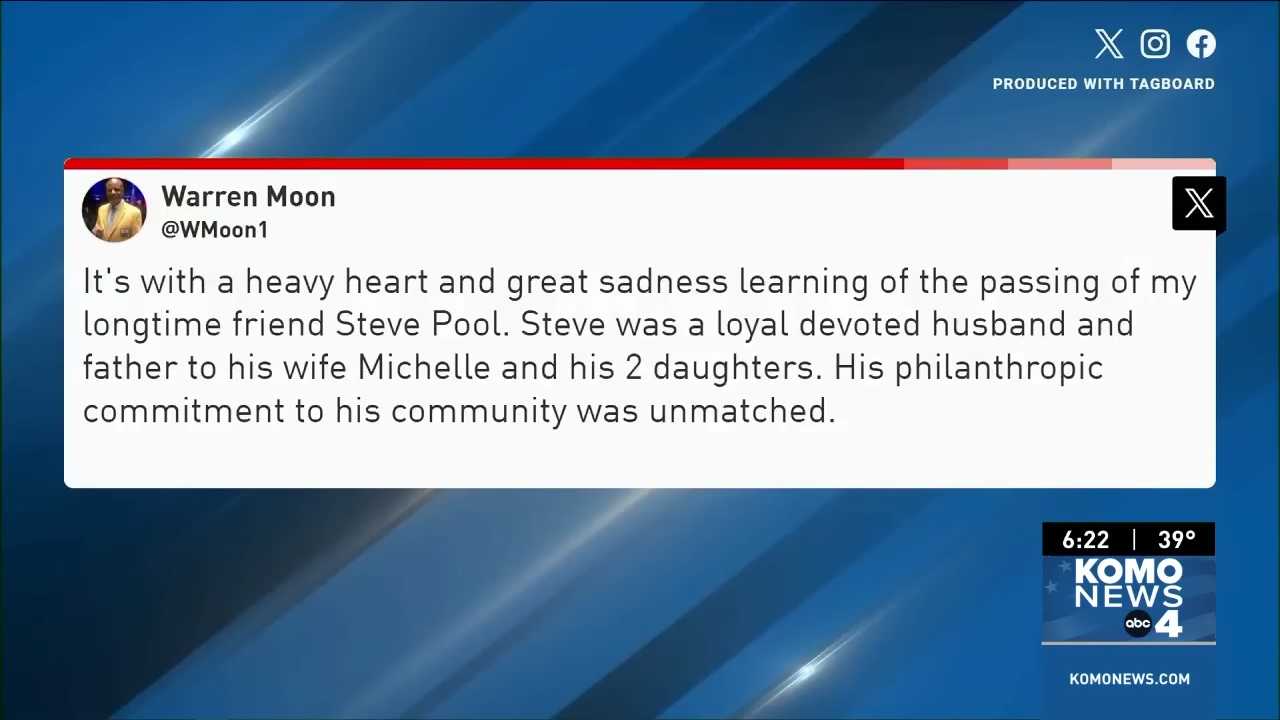 PRODUCED WITH TAGBOARD
Warren Moon
@WMoon1
It's with a heavy heart and great sadness learning of the passing of my
longtime friend Steve Pool. Steve was a loyal devoted husband and
father to his wife Michelle and his 2 daughters. His philanthropic
commitment to his community was unmatched.
6:22 | 39°
KOMO
NEWS
abc 4
KOMONEWS.COM